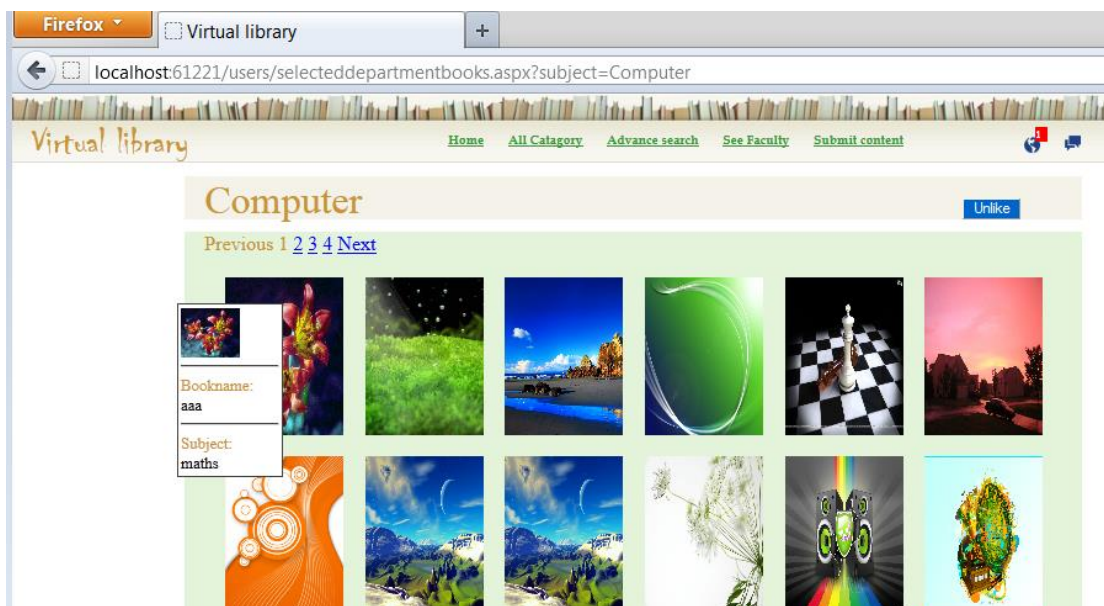 Firefox
Virtual library
+
localhost:61221/users/selecteddepartmentbooks.aspx?subject=Computer
Virtual library
Home All Catagory Advance search See Faculty Submit content 1
Computer
Unlike
Previous 1 2 3 4 Next
Bookname:
aaa
Subject:
maths